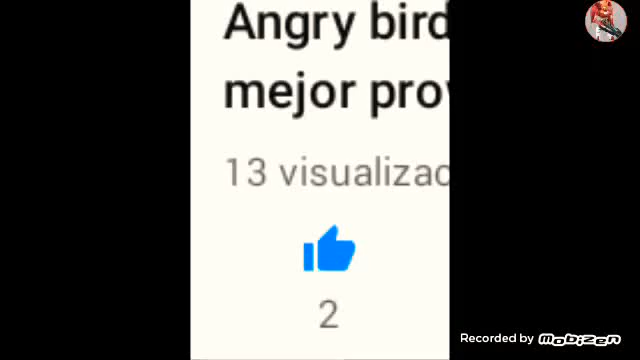 Angry bird
mejor prov
13 visualizac
2
Recorded by mobizen